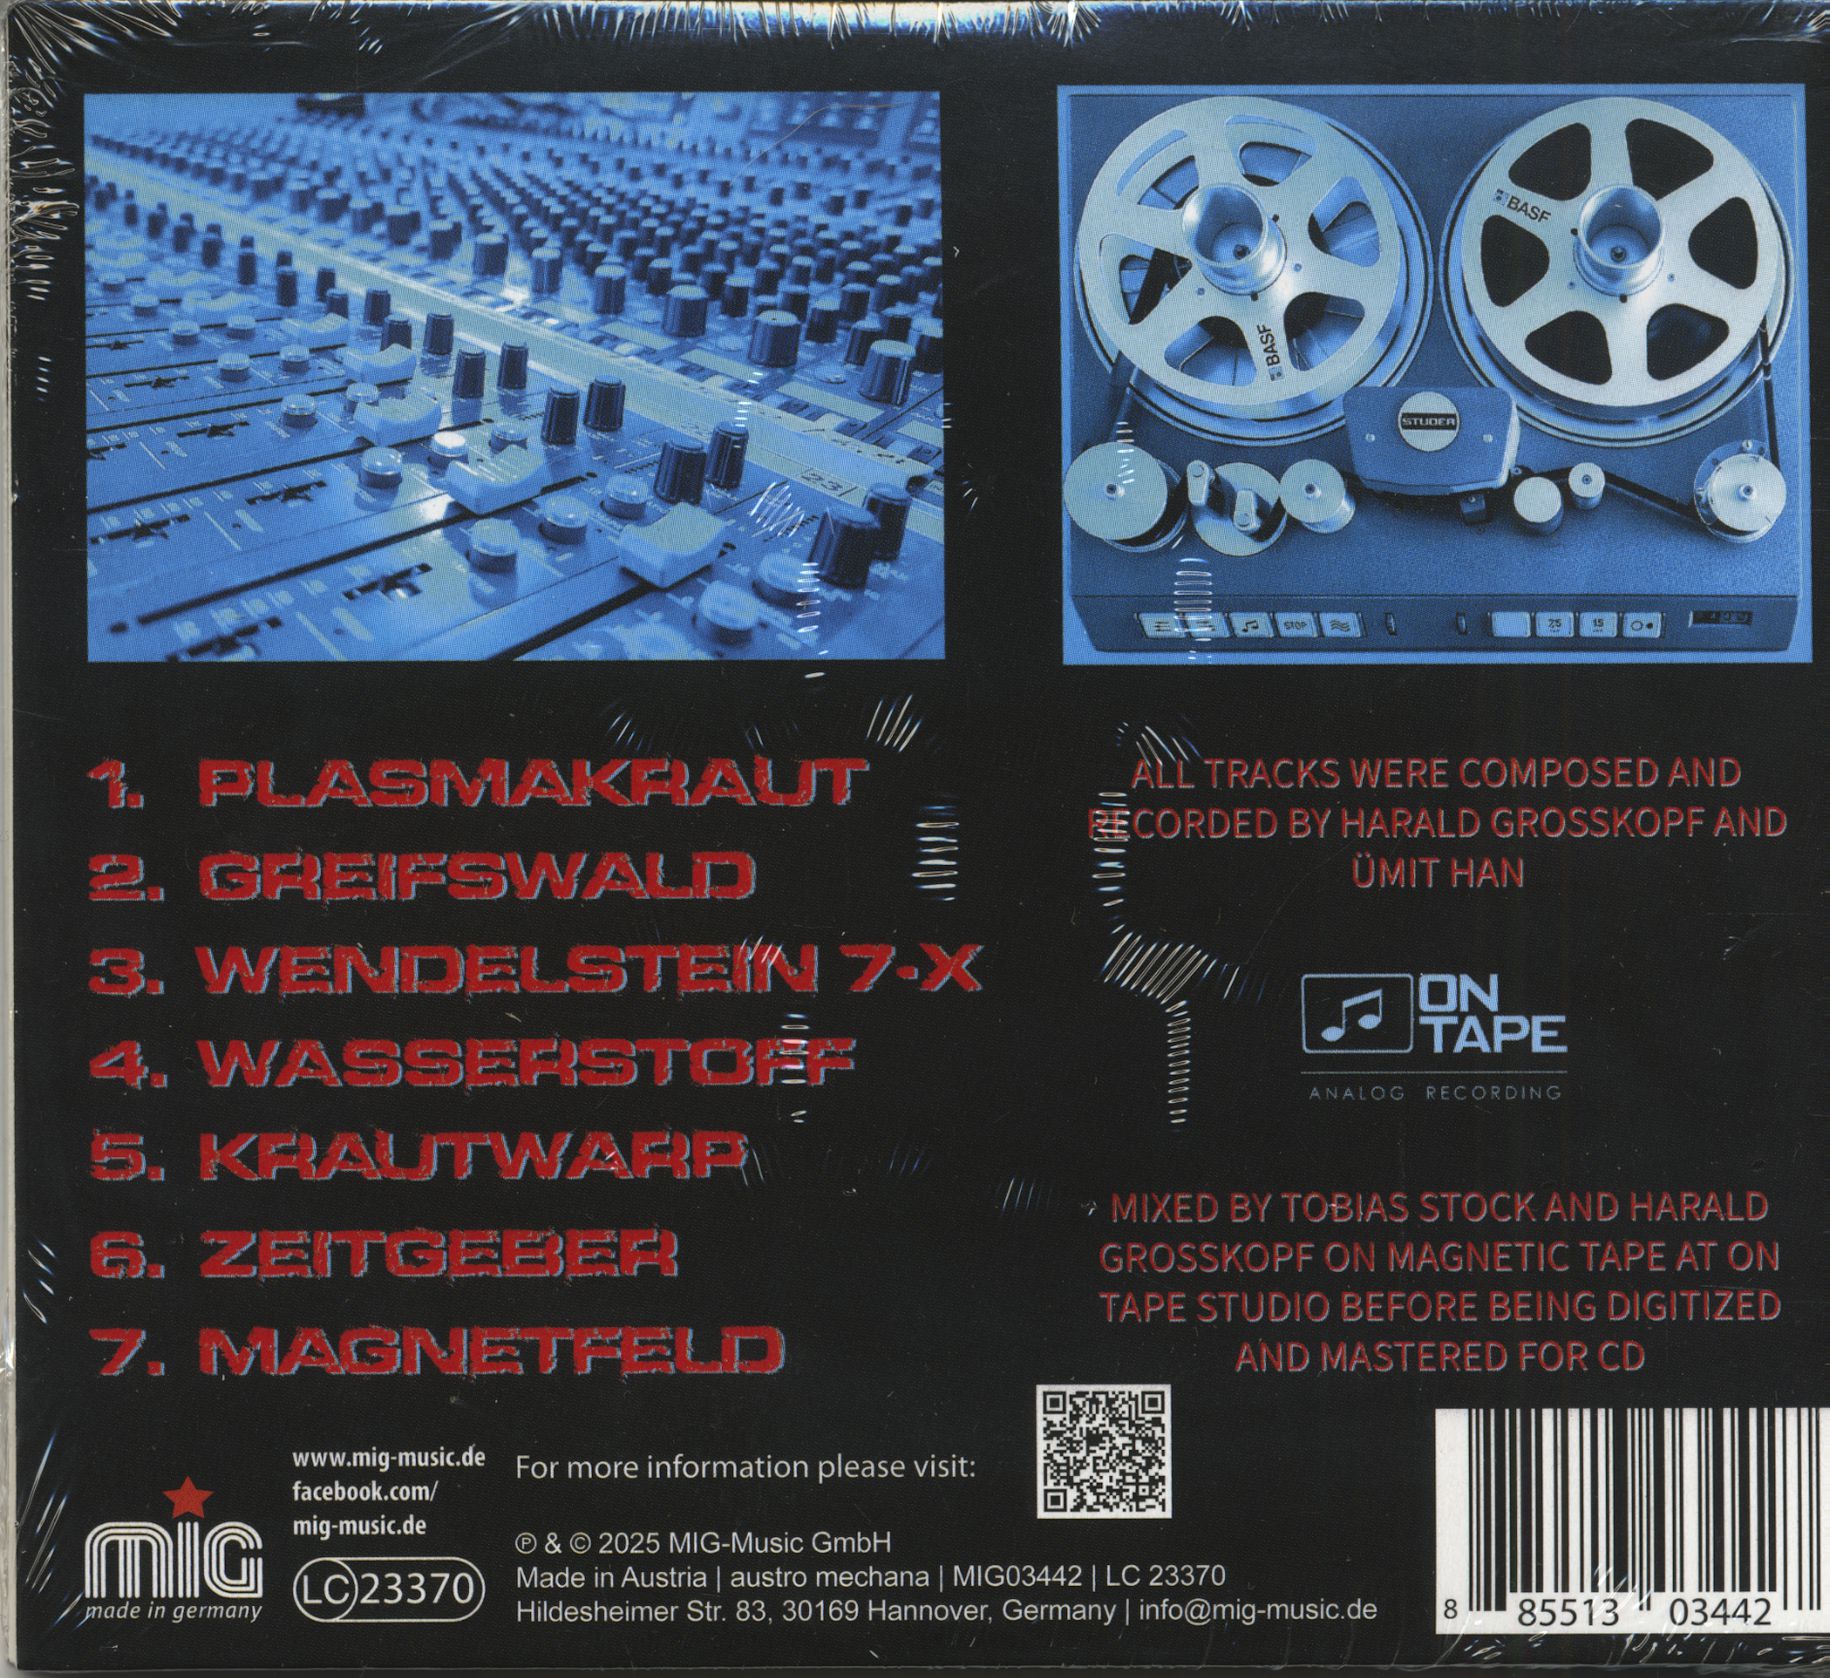 BASF
BASF
STUDER
STOP
7.5
15
23
1. PLASMAKRAUT
2. GREIFSWALD
3. WENDELSTEIN 7-X
4. WASSERSTOFF
5. KRAUTWARP
6. ZEITGEBER
7. MAGNETFELD
ALL TRACKS WERE COMPOSED AND
RECORDED BY HARALD GROSSKOPF AND
ÜMIT HAN
ON
TAPE
ANALOG RECORDING
MIXED BY TOBIAS STOCK AND HARALD
GROSSKOPF ON MAGNETIC TAPE AT ON
TAPE STUDIO BEFORE BEING DIGITIZED
AND MASTERED FOR CD
mig
made in germany
www.mig-music.de
facebook.com/
mig-music.de
LC 23370
For more information please visit:
℗ & © 2025 MIG-Music GmbH
Made in Austria | austro mechana | MIG03442 | LC 23370
Hildesheimer Str. 83, 30169 Hannover, Germany | info@mig-music.de
8 85513 03442